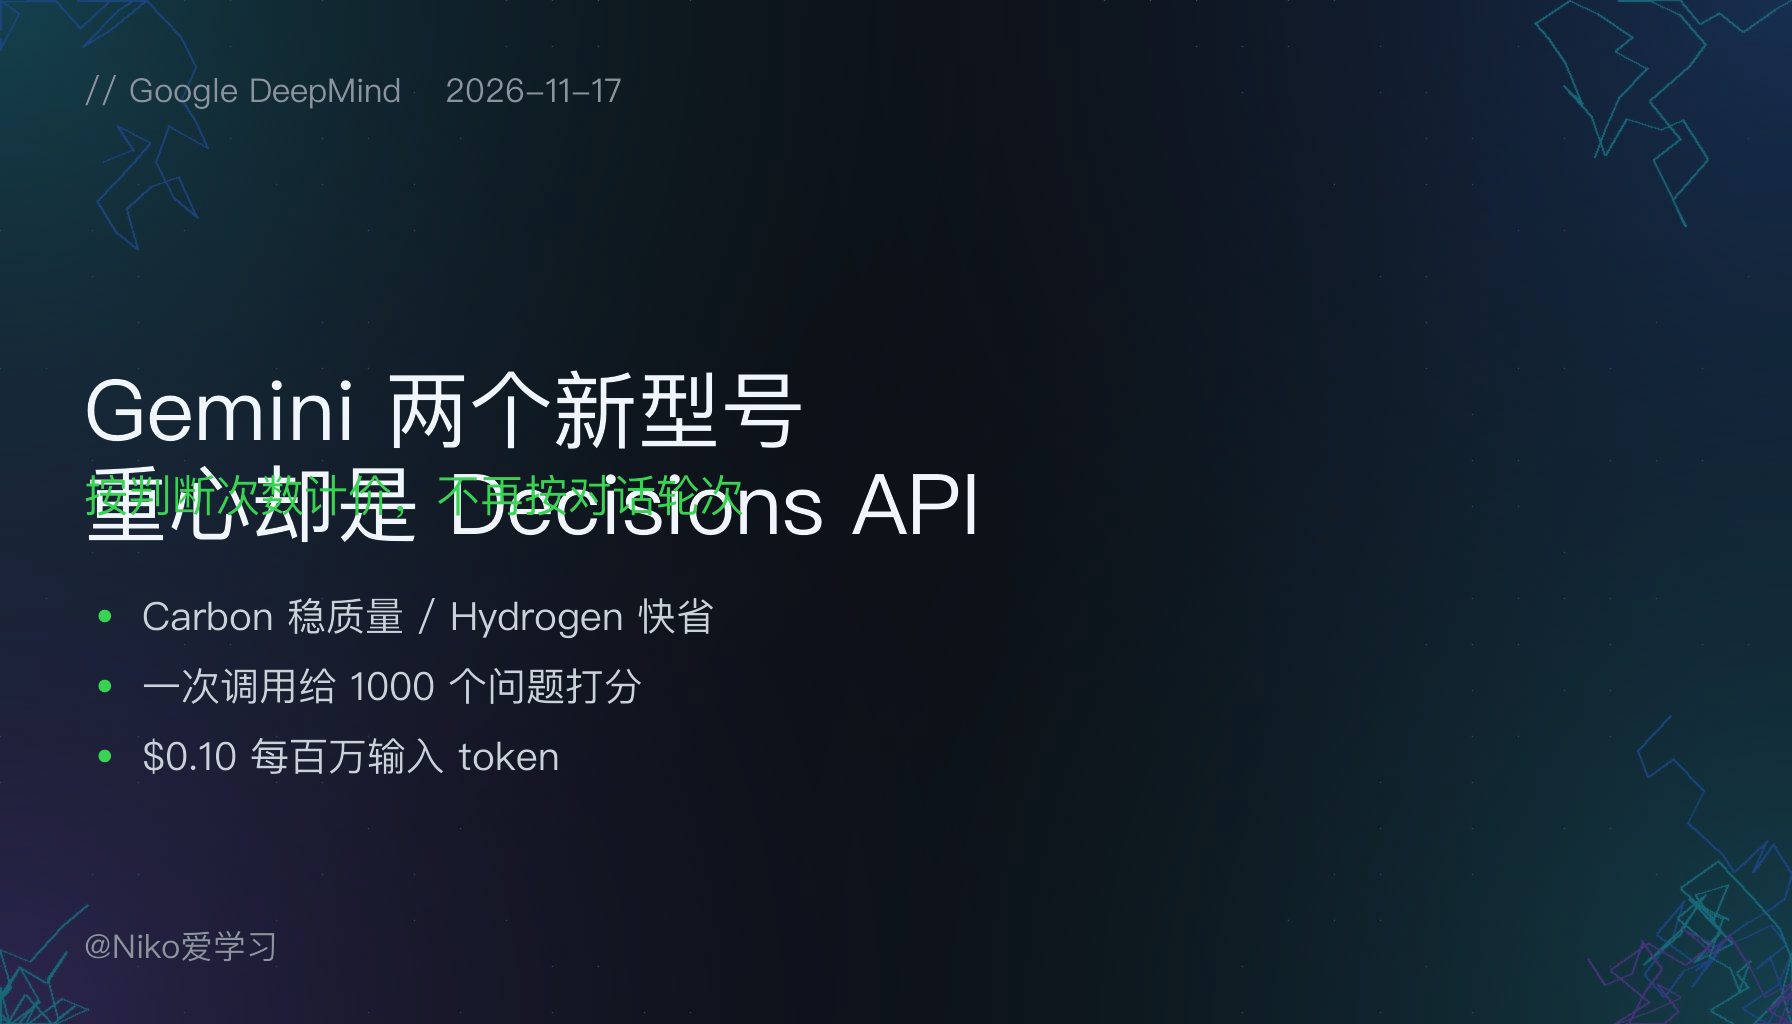 // Google DeepMind 2026-11-17
Gemini 两个新型号
重心却是 Decisions API
按判断次数计价，不再按对话轮次
• Carbon 稳质量 / Hydrogen 快省
• 一次调用给 1000 个问题打分
• $0.10 每百万输入 token
@Niko爱学习